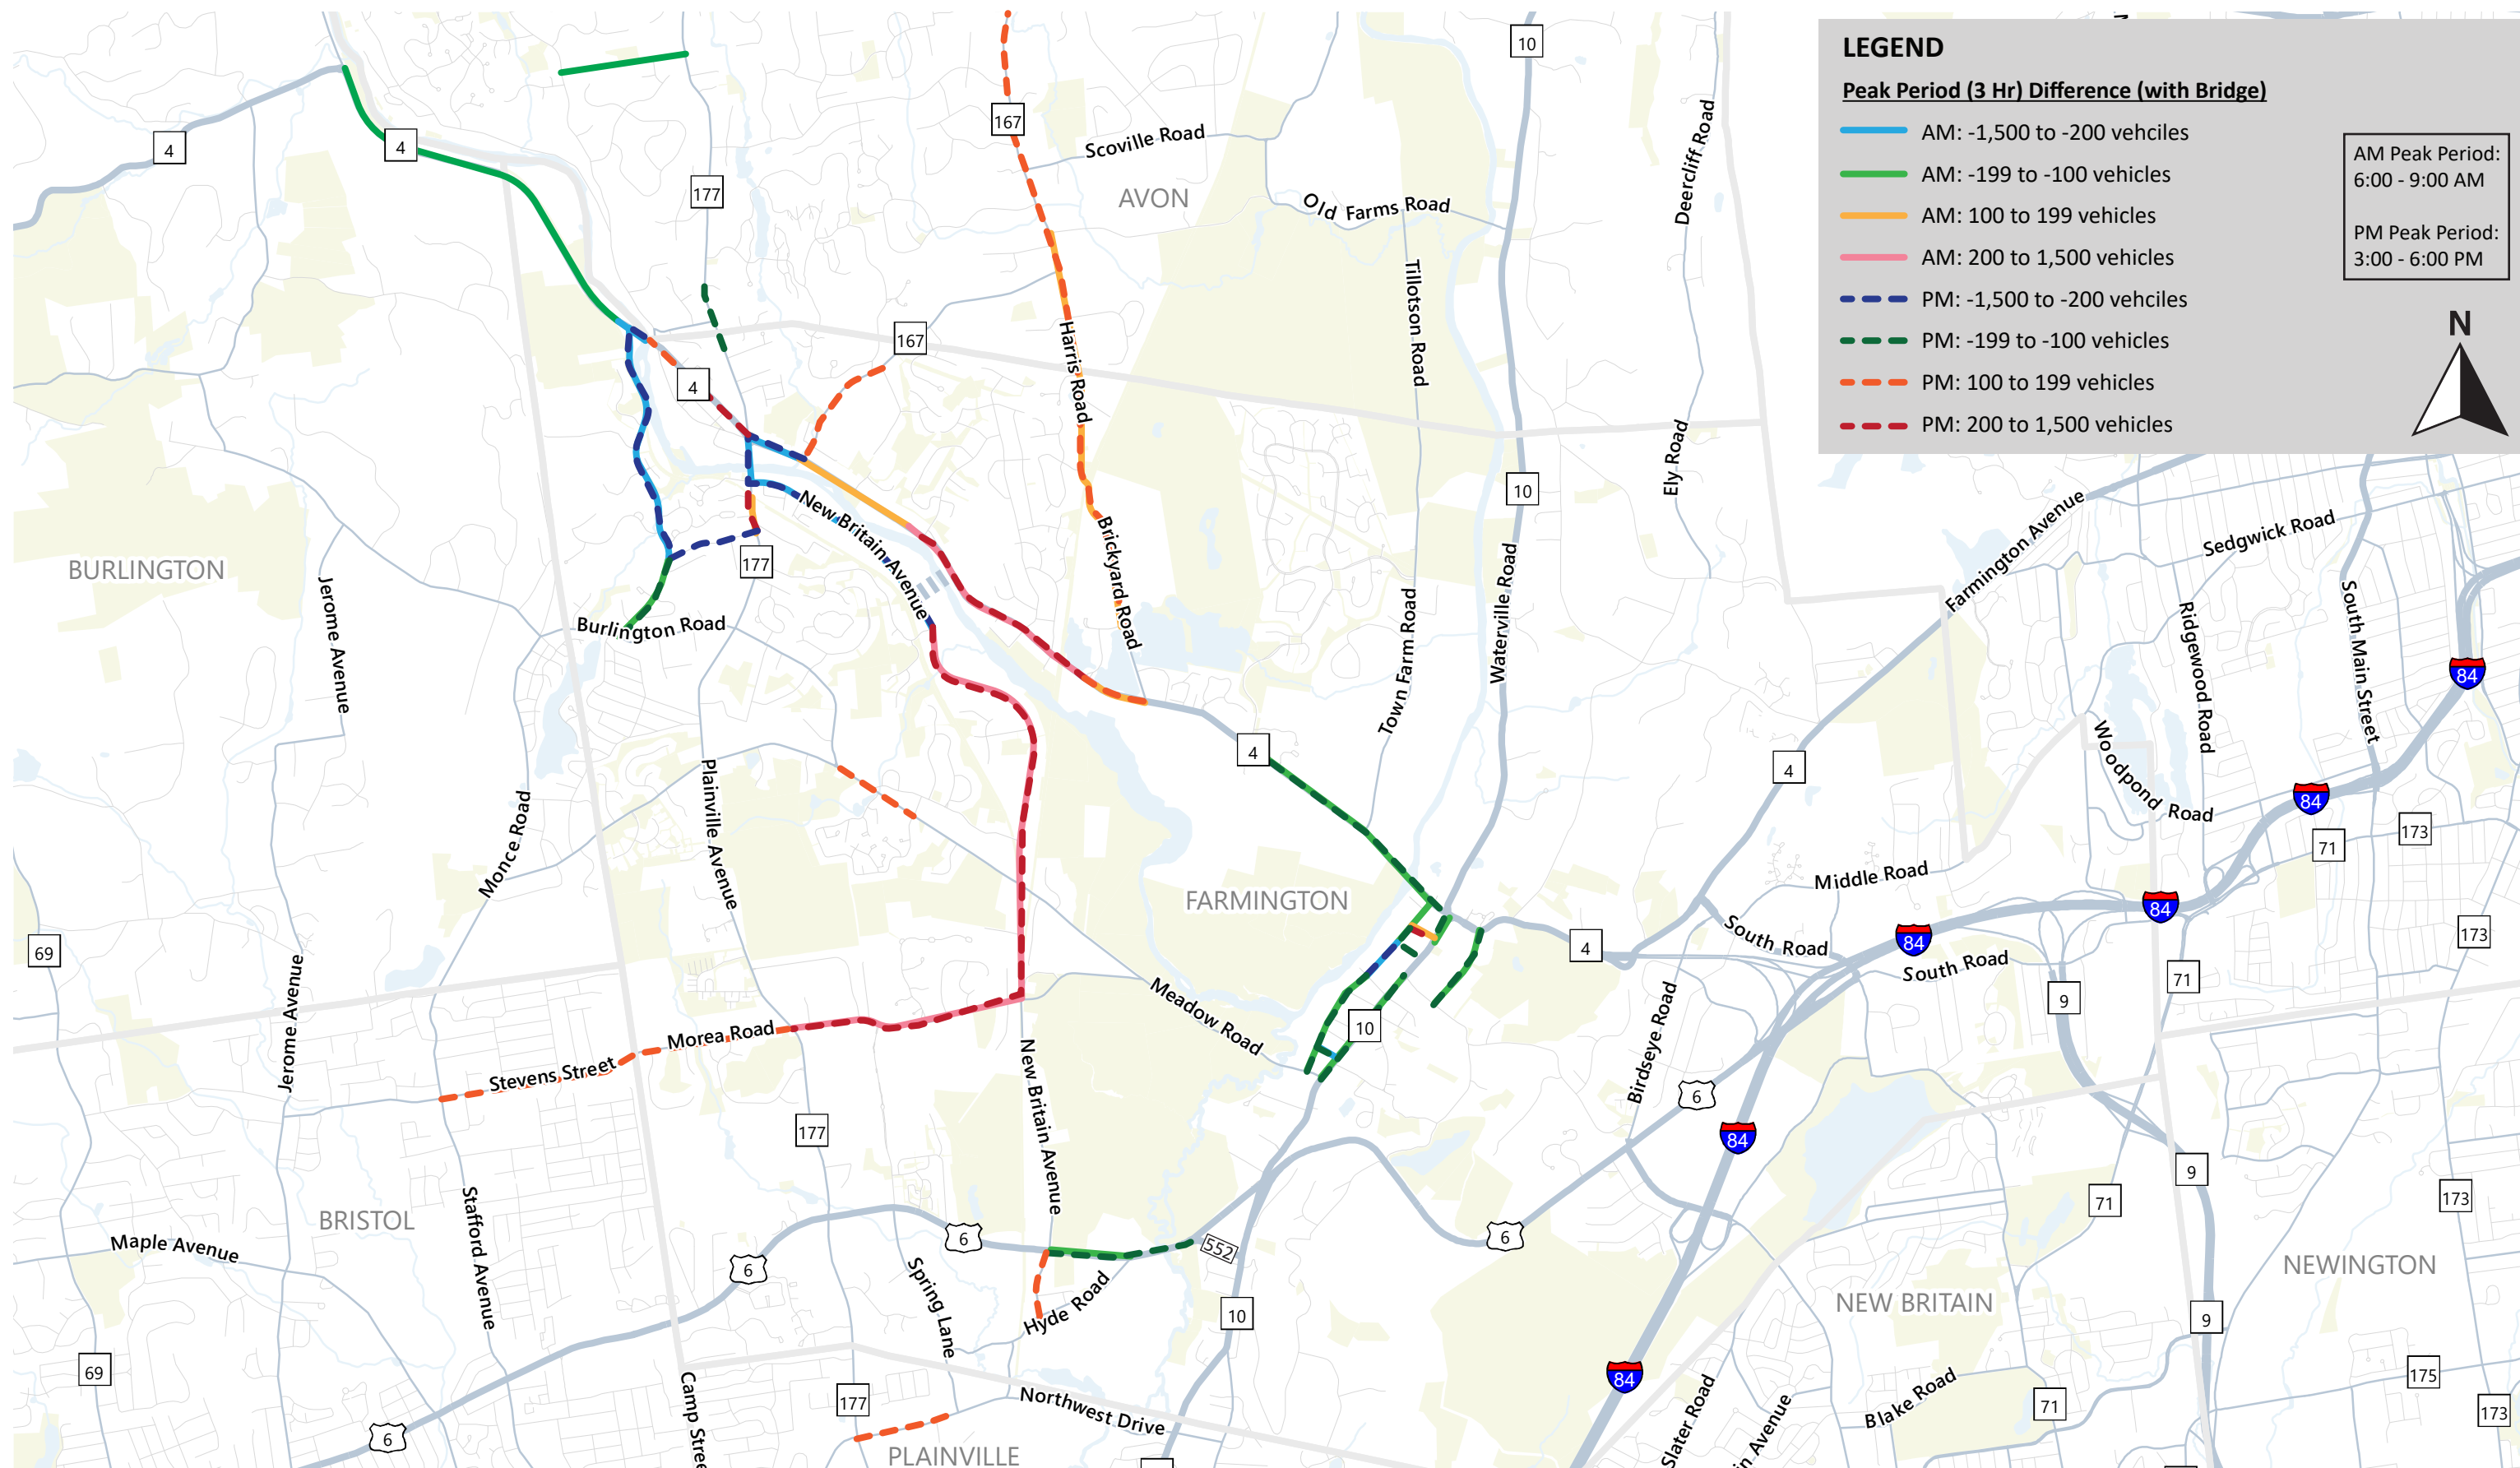 LEGEND
Peak Period (3 Hr) Difference (with Bridge)
AM: -1,500 to -200 vehciles
AM: -199 to -100 vehicles
AM: 100 to 199 vehicles
AM: 200 to 1,500 vehicles
PM: -1,500 to -200 vehciles
PM: -199 to -100 vehicles
PM: 100 to 199 vehicles
PM: 200 to 1,500 vehicles
AM Peak Period:
6:00 - 9:00 AM
PM Peak Period:
3:00 - 6:00 PM
N
10
167
4
4
Scoville Road
Deercliff Road
177
AVON
Old Farms Road
Tillotson Road
167
Harris Road
4
Ely Road
10
New Britain Avenue
Farmington Avenue
Sedgwick Road
BURLINGTON
177
Brickyard Road
Jerome Avenue
Burlington Road
Town Farm Road
Waterville Road
Ridgewood Road
South Main Street
84
4
4
Woodpond Road
84
Monce Road
Plainville Avenue
173
71
FARMINGTON
Middle Road
84
69
4
South Road
84
South Road
173
71
9
Jerome Avenue
Meadow Road
10
Morea Road
Stevens Street
Birdseye Road
6
New Britain Avenue
177
84
9
71
173
BRISTOL
Stafford Avenue
Maple Avenue
6
6
6
552
Spring Lane
Hyde Road
10
NEWINGTON
NEW BRITAIN
9
69
84
175
Camp Stree
177
Northwest Drive
Slater Road
in Avenue
Blake Road
71
173
6
PLAINVILLE